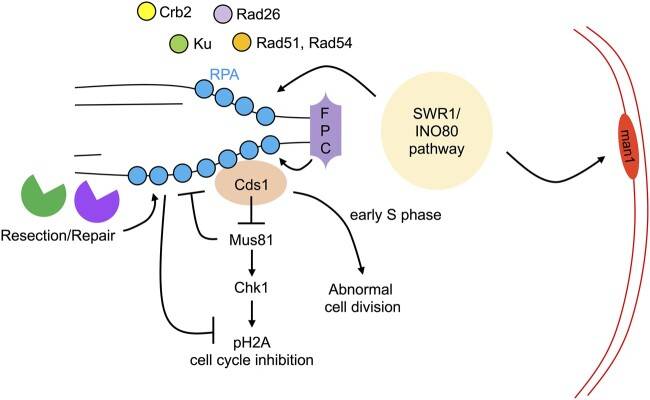 Crb2
Rad26
Ku
Rad51, Rad54
RPA
F
P
C
SWR1/
INO80
pathway
man1
Cds1
early S phase
Resection/Repair
Mus81
Chk1
Abnormal
cell division
pH2A
cell cycle inhibition